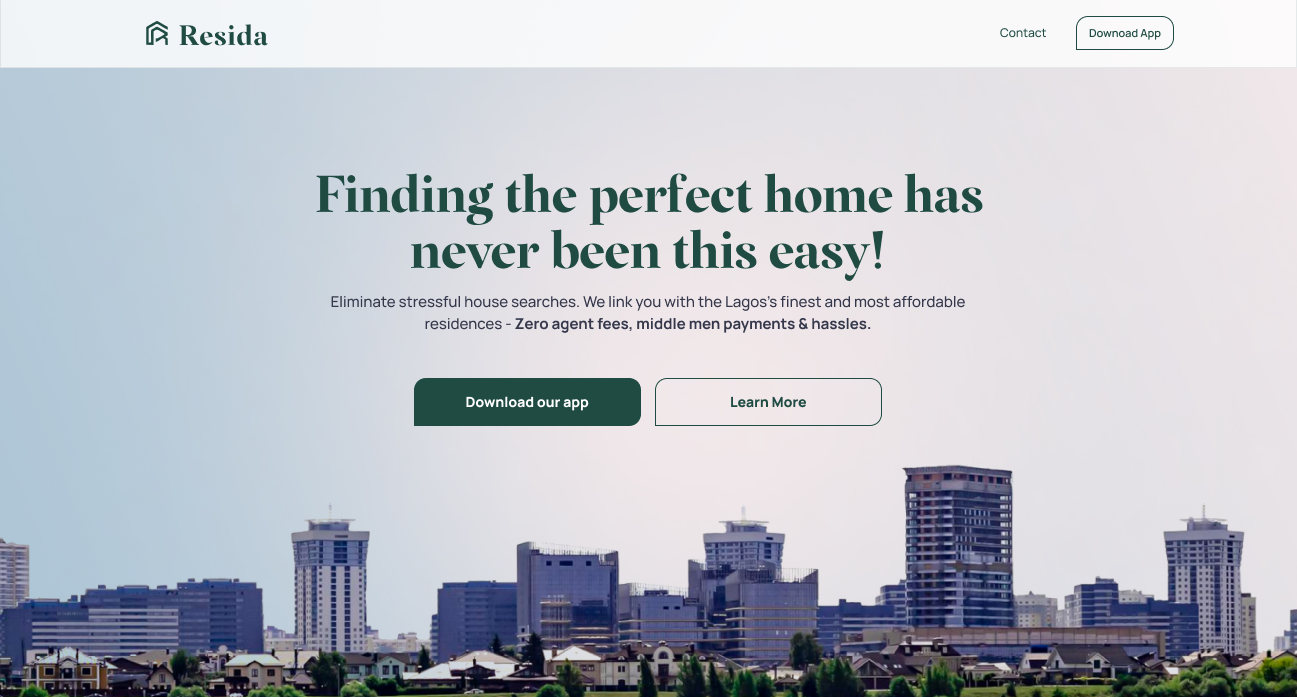 Resida
Contact
Downoad App
Finding the perfect home has
never been this easy!
Eliminate stressful house searches. We link you with the Lagos's finest and most affordable
residences - Zero agent fees, middle men payments & hassles.
Download our app
Learn More